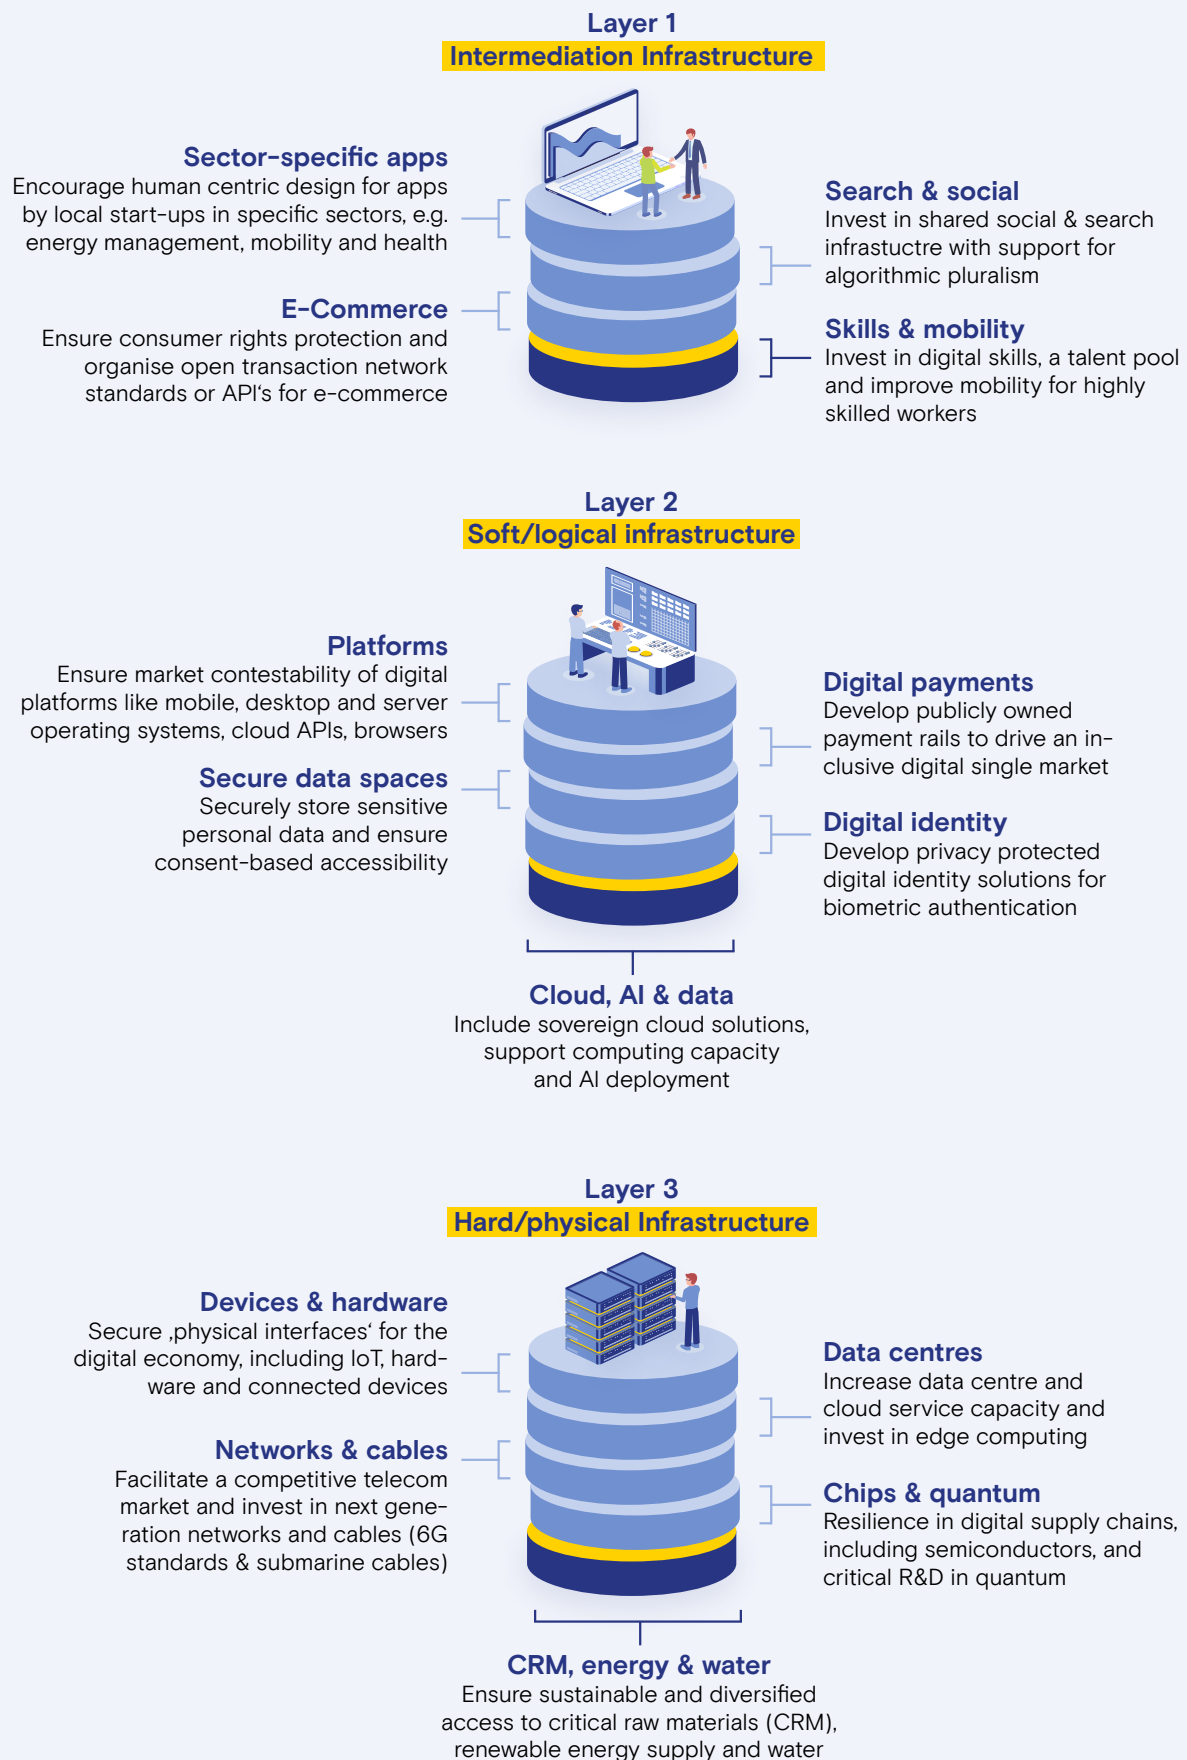 Layer 1
Intermediation Infrastructure
Sector-specific apps
Encourage human centric design for apps
by local start-ups in specific sectors, e.g.
energy management, mobility and health
Search & social
Invest in shared social & search
infrastuctre with support for
algorithmic pluralism
E-Commerce
Ensure consumer rights protection and
organise open transaction network
standards or API‘s for e-commerce
Skills & mobility
Invest in digital skills, a talent pool
and improve mobility for highly
skilled workers
Layer 2
Soft/logical infrastructure
Platforms
Ensure market contestability of digital
platforms like mobile, desktop and server
operating systems, cloud APIs, browsers
Digital payments
Develop publicly owned
payment rails to drive an in-
clusive digital single market
Secure data spaces
Securely store sensitive
personal data and ensure
consent-based accessibility
Digital identity
Develop privacy protected
digital identity solutions for
biometric authentication
Cloud, AI & data
Include sovereign cloud solutions,
support computing capacity
and AI deployment
Layer 3
Hard/physical Infrastructure
Devices & hardware
Secure ‚physical interfaces‘ for the
digital economy, including IoT, hard-
ware and connected devices
Data centres
Increase data centre and
cloud service capacity and
invest in edge computing
Networks & cables
Facilitate a competitive telecom
market and invest in next gene-
ration networks and cables (6G
standards & submarine cables)
Chips & quantum
Resilience in digital supply chains,
including semiconductors, and
critical R&D in quantum
CRM, energy & water
Ensure sustainable and diversified
access to critical raw materials (CRM),
renewable energy supply and water